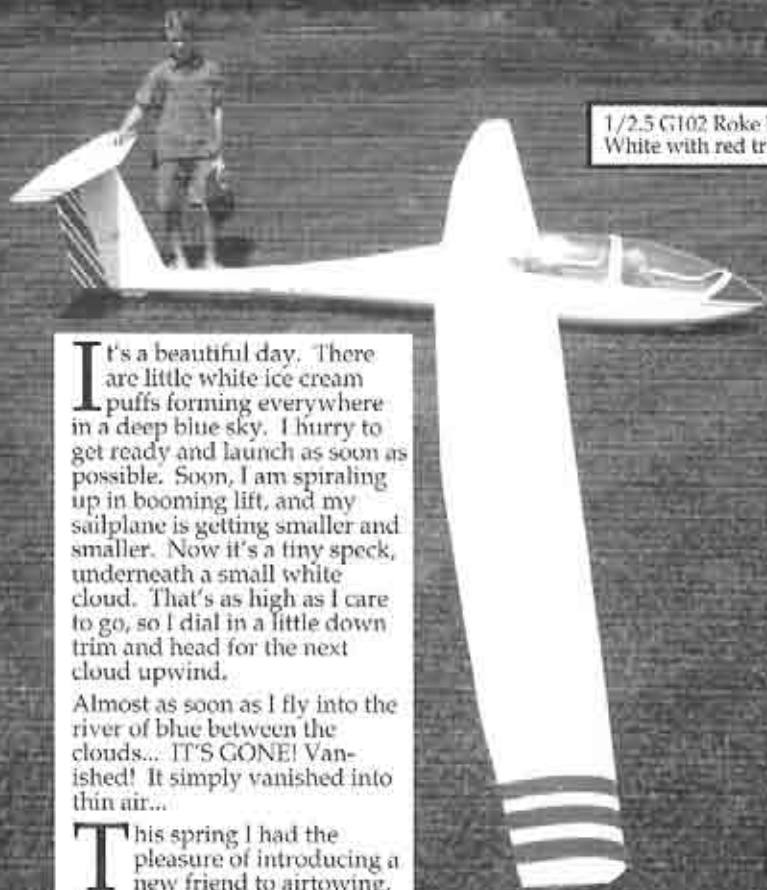 1/2.5 G102 Roke
White with red
It's a beautiful day. There
are little white ice cream
puffs forming everywhere
in a deep blue sky. I hurry to
get ready and launch as soon as
possible. Soon, I am spiraling
up in booming lift, and my
sailplane is getting smaller and
smaller. Now it's a tiny speck,
underneath a small white
cloud. That's as high as I care
to go, so I dial in a little down
trim and head for the next
cloud upwind.
Almost as soon as I fly into the
river of blue between the
clouds... IT'S GONE! Van-
ished! It simply vanished into
thin air...
This spring I had the
pleasure of introducing a
new friend to airtowing.